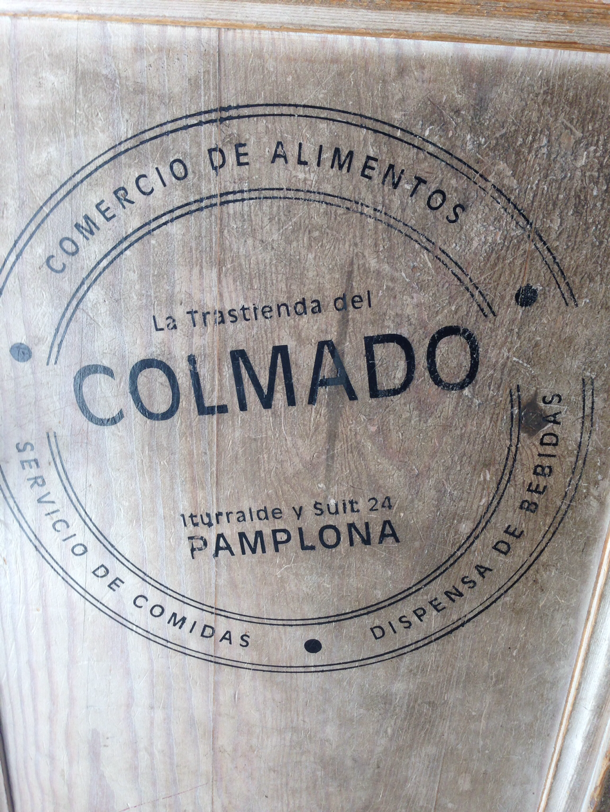 COMERCIO DE ALIMENTOS
La Trastienda del
COLMADO
Iturralde y Suit 24
PAMPLONA
SERVICIO DE COMIDAS
DISPENSA DE BEBIDAS